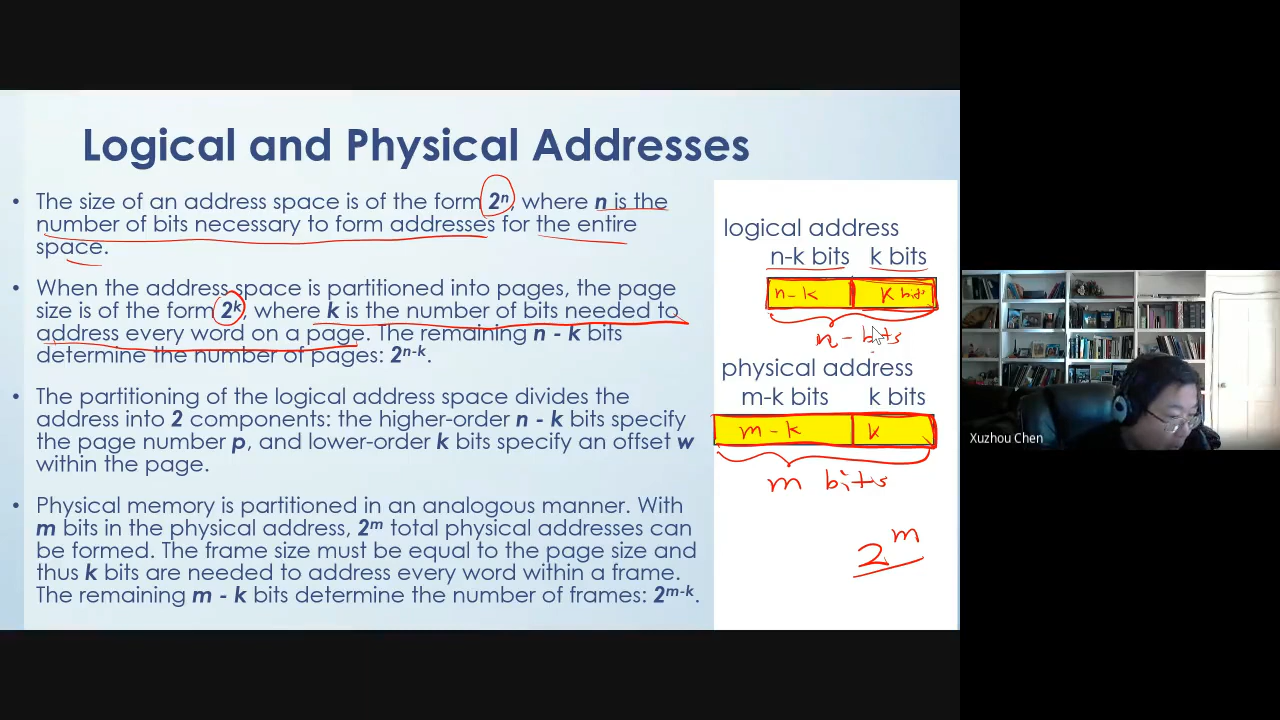 Logical and Physical Addresses
• The size of an address space is of the form 2ⁿ, where n is the
number of bits necessary to form addresses for the entire
space.
• When the address space is partitioned into pages, the page
size is of the form 2ᵏ, where k is the number of bits needed to
address every word on a page. The remaining n - k bits
determine the number of pages: 2ⁿ⁻ᵏ.
• The partitioning of the logical address space divides the
address into 2 components: the higher-order n - k bits specify
the page number p, and lower-order k bits specify an offset w
within the page.
• Physical memory is partitioned in an analogous manner. With
m bits in the physical address, 2ᵐ total physical addresses can
be formed. The frame size must be equal to the page size and
thus k bits are needed to address every word within a frame.
The remaining m - k bits determine the number of frames: 2ᵐ⁻ᵏ.
logical address
n-k bits k bits
n - k k bits
n - bits
physical address
m-k bits k bits
m - k k
m bits
2ᵐ
Xuzhou Chen